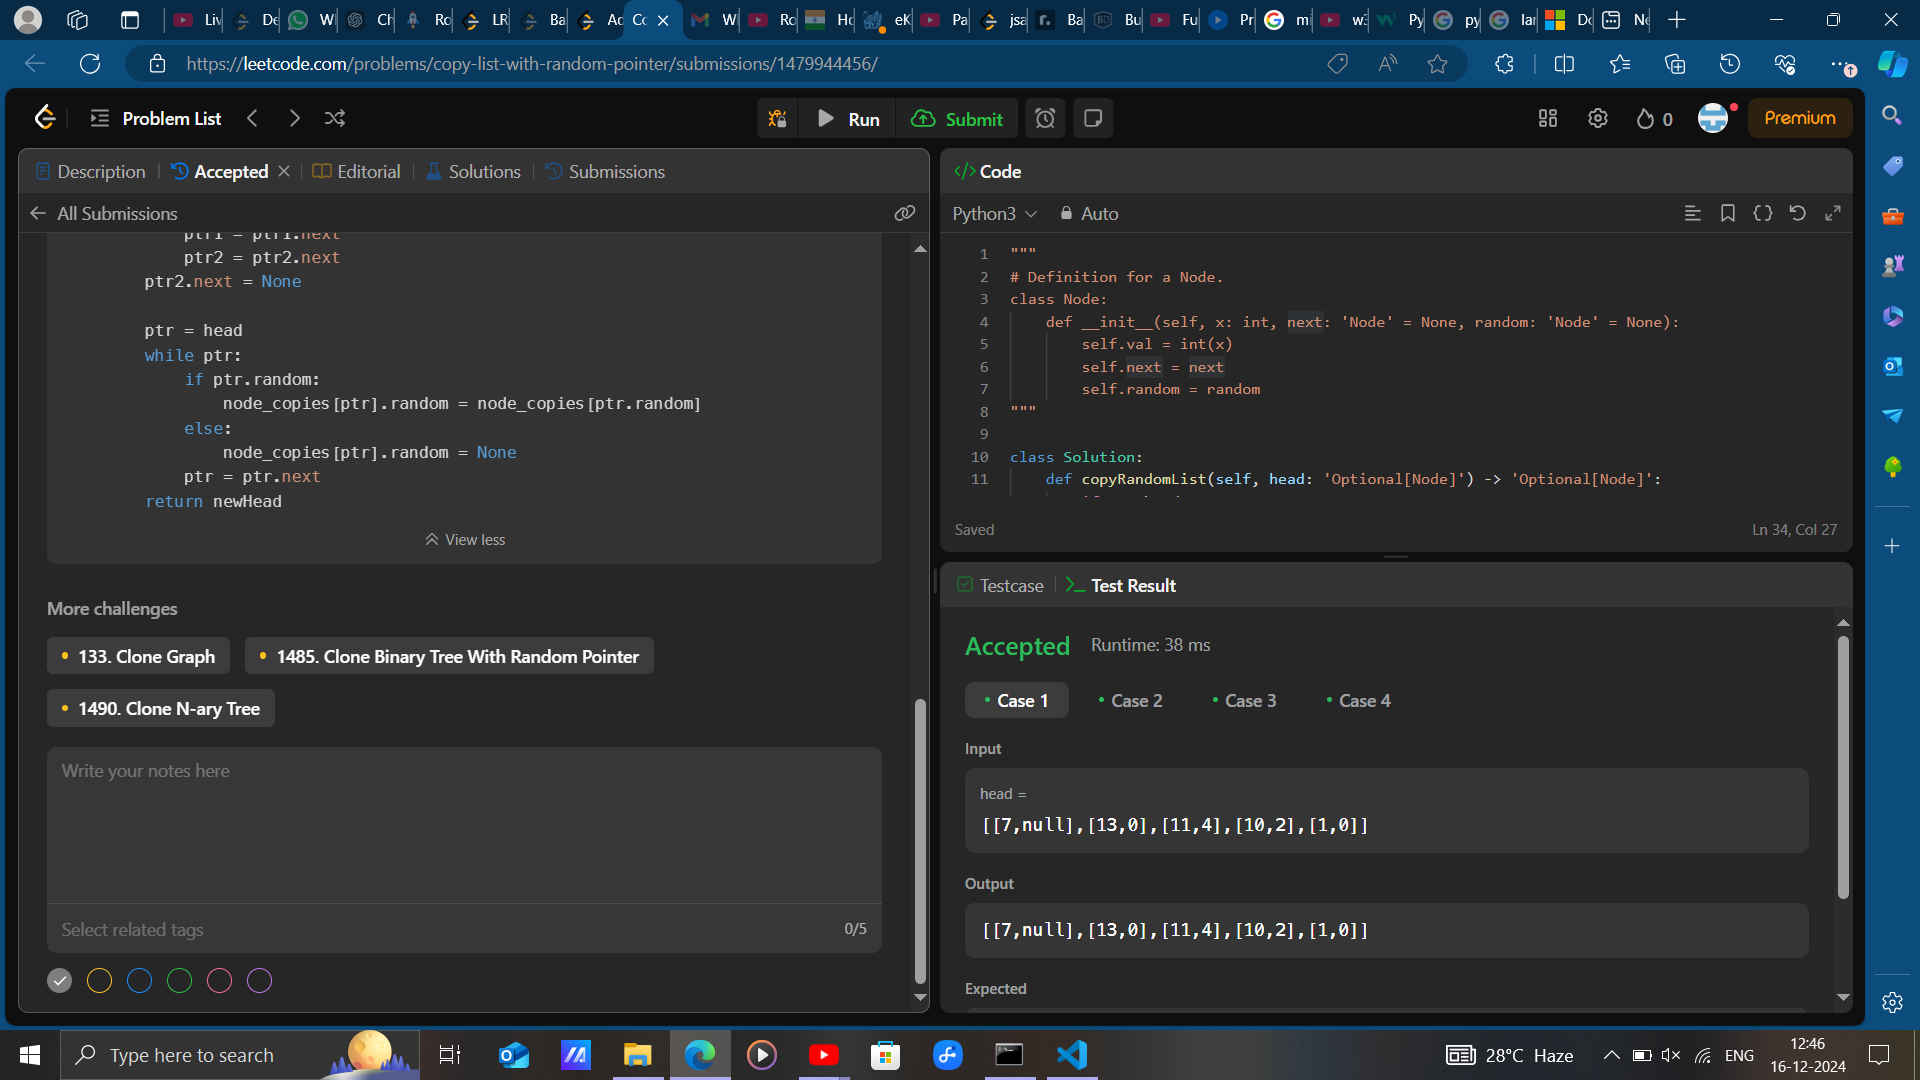 Liv
De
W
Ch
Ro
LR
Ba
Ac
Co
W
Ro
Ho
eK
Pa
jsa
Ba
Bu
Fu
Pr
mi
w3
Py
py
lar
Do
Ne
https://leetcode.com/problems/copy-list-with-random-pointer/submissions/1479944456/
Problem List
Run
Submit
0
Premium
Description
Accepted
Editorial
Solutions
Submissions
All Submissions
ptr1 = ptr1.next
ptr2 = ptr2.next
ptr2.next = None
ptr = head
while ptr:
if ptr.random:
node_copies[ptr].random = node_copies[ptr.random]
else:
node_copies[ptr].random = None
ptr = ptr.next
return newHead
View less
More challenges
133. Clone Graph
1485. Clone Binary Tree With Random Pointer
1490. Clone N-ary Tree
Write your notes here
Select related tags
0/5
Code
Python3
Auto
1 """
2 # Definition for a Node.
3 class Node:
4 def __init__(self, x: int, next: 'Node' = None, random: 'Node' = None):
5 self.val = int(x)
6 self.next = next
7 self.random = random
8 """
9
10 class Solution:
11 def copyRandomList(self, head: 'Optional[Node]') -> 'Optional[Node]':
Saved
Ln 34, Col 27
Testcase
Test Result
Accepted
Runtime: 38 ms
Case 1
Case 2
Case 3
Case 4
Input
head =
[[7,null],[13,0],[11,4],[10,2],[1,0]]
Output
[[7,null],[13,0],[11,4],[10,2],[1,0]]
Expected
Type here to search
28°C Haze
ENG
12:46
16-12-2024